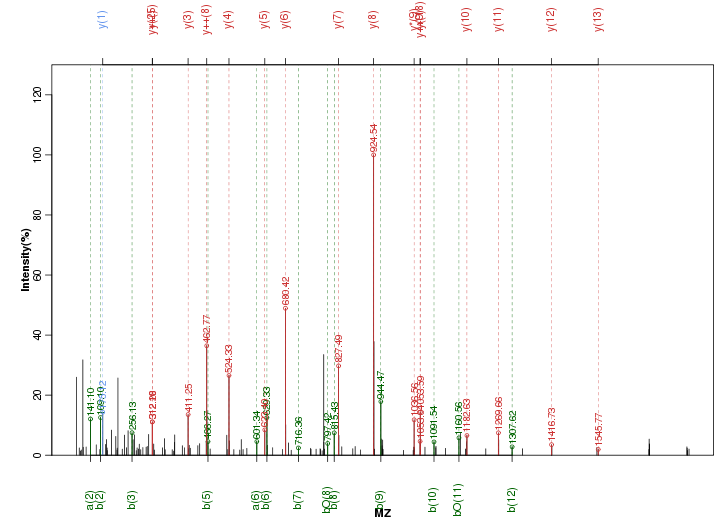 y(1)
y(3)
y++(8)
y(4)
y(5)
y(6)
y(7)
y(8)
y*(9)
y(10)
y(11)
y(12)
y(13)
Intensity(%)
0
20
40
60
80
100
120
141.10
169.10
175.12
256.13
312.18
411.25
462.77
466.27
524.33
601.34
629.33
680.42
716.36
797.42
815.43
827.49
924.54
944.47
1036.56
1053.59
1091.54
1160.56
1182.63
1269.66
1307.62
1416.73
1545.77
a(2)
b(2)
b(3)
b(5)
a(6)
b(6)
b(7)
bO(8)
b(8)
b(9)
b(10)
bO(11)
b(12)
MZ